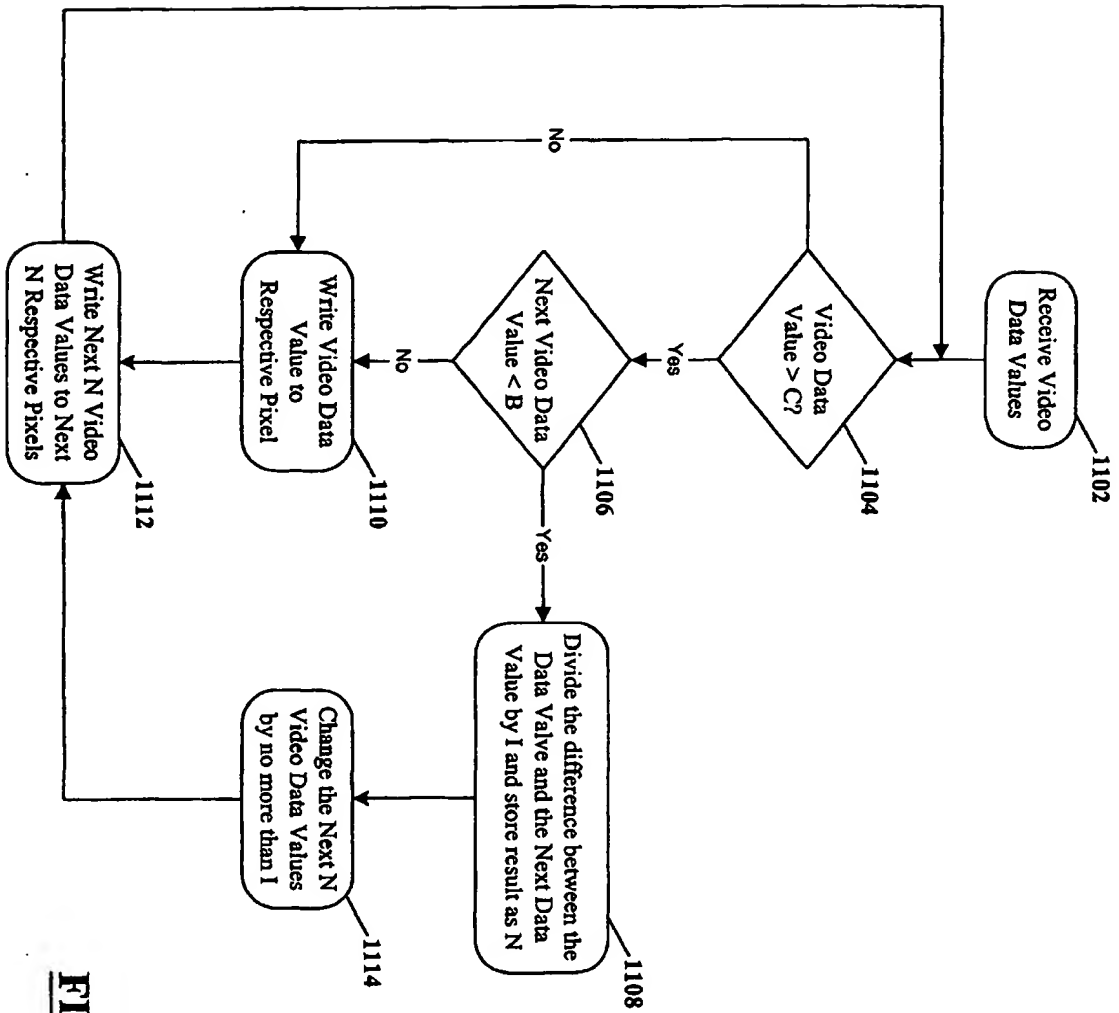 Receive Video
Data Values
1102
Video Data
Value > C?
1104
No
Yes
Next Video Data
Value < B
1106
No
Yes
Write Video Data
Value to
Respective Pixel
1110
Divide the difference between the
Data Valve and the Next Data
Value by I and store result as N
1108
Change the Next N
Video Data Values
by no more than I
1114
Write Next N Video
Data Values to Next
N Respective Pixels
1112